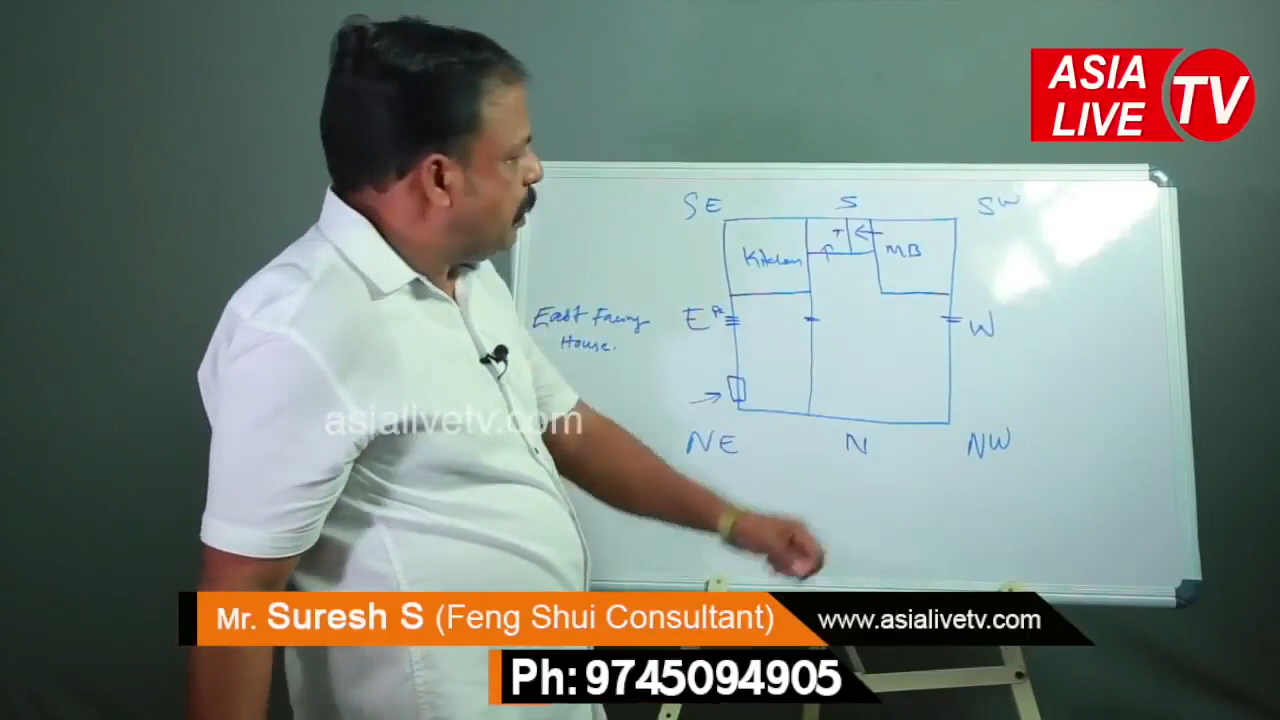 ASIA
LIVE
TV
SE S SW
T
Kitchen MB
East Facing
House.
E W
NE N NW
asialivetv.com
Mr. Suresh S (Feng Shui Consultant)
www.asialivetv.com
Ph: 9745094905